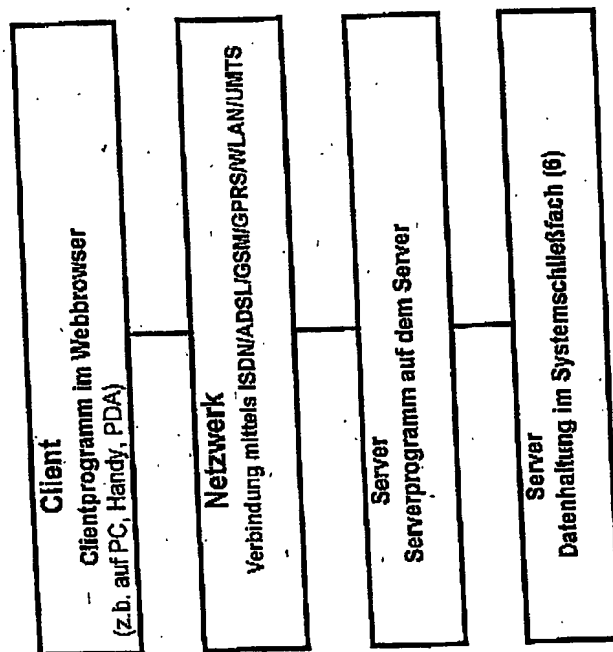 Client
Clientprogramm im Webbrowser
(z.b. auf PC, Handy, PDA)
Netzwerk
Verbindung mittels ISDN/ADSL/GSM/GPRS/WLAN/UMTS
Server
Serverprogramm auf dem Server
Server
Datenhaltung im Systemschließfach (6)